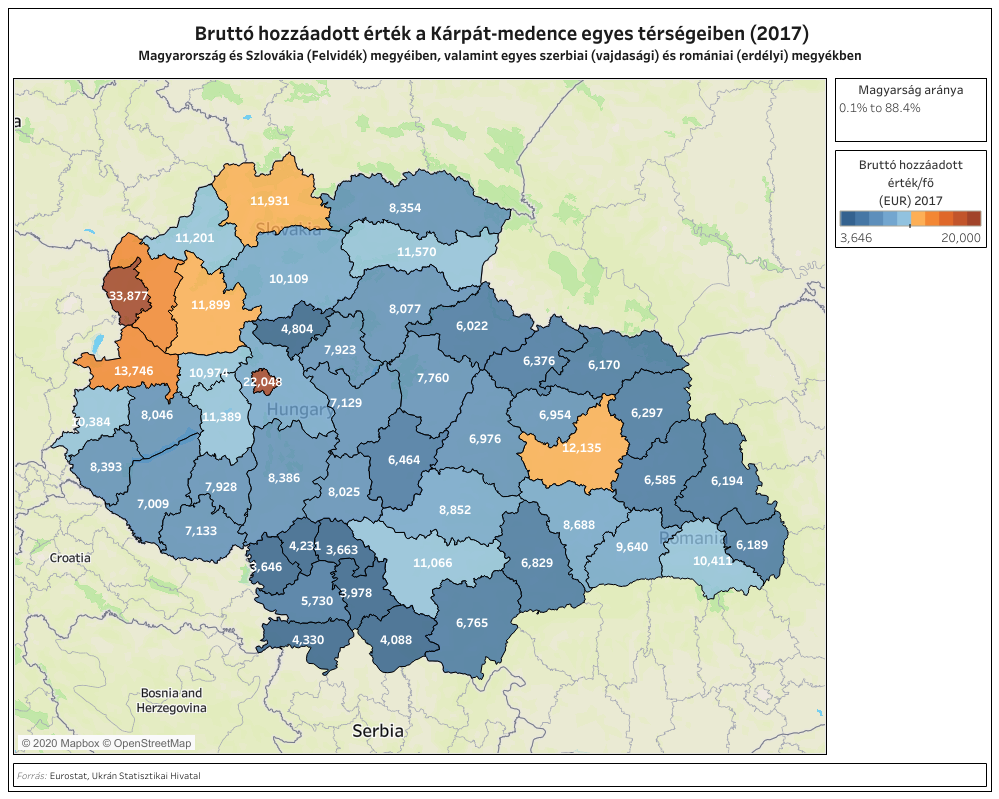 Bruttó hozzáadott érték a Kárpát-medence egyes térségeiben (2017)
Magyarország és Szlovákia (Felvidék) megyéiben, valamint egyes szerbiai (vajdasági) és romániai (erdélyi) megyékben
Magyarság aránya
0.1% to 88.4%
Bruttó hozzáadott
érték/fő
(EUR) 2017
3,646 20,000
a
11,931
8,354
Slovakia
11,201
11,570
10,109
33,877
11,899
8,077
4,804
6,022
7,923
6,376
6,170
13,746
10,974
22,048
7,760
7,129
Hungary
10,384
8,046
11,389
6,954
6,297
6,976
12,135
8,393
6,464
6,585
6,194
7,928
8,386
8,025
7,009
8,852
7,133
8,688
Romania
9,640
6,189
4,231
3,663
Croatia
3,646
11,066
6,829
10,411
5,730
3,978
6,765
4,330
4,088
Bosnia and
Herzegovina
Serbia
© 2020 Mapbox © OpenStreetMap
Forrás: Eurostat, Ukrán Statisztikai Hivatal